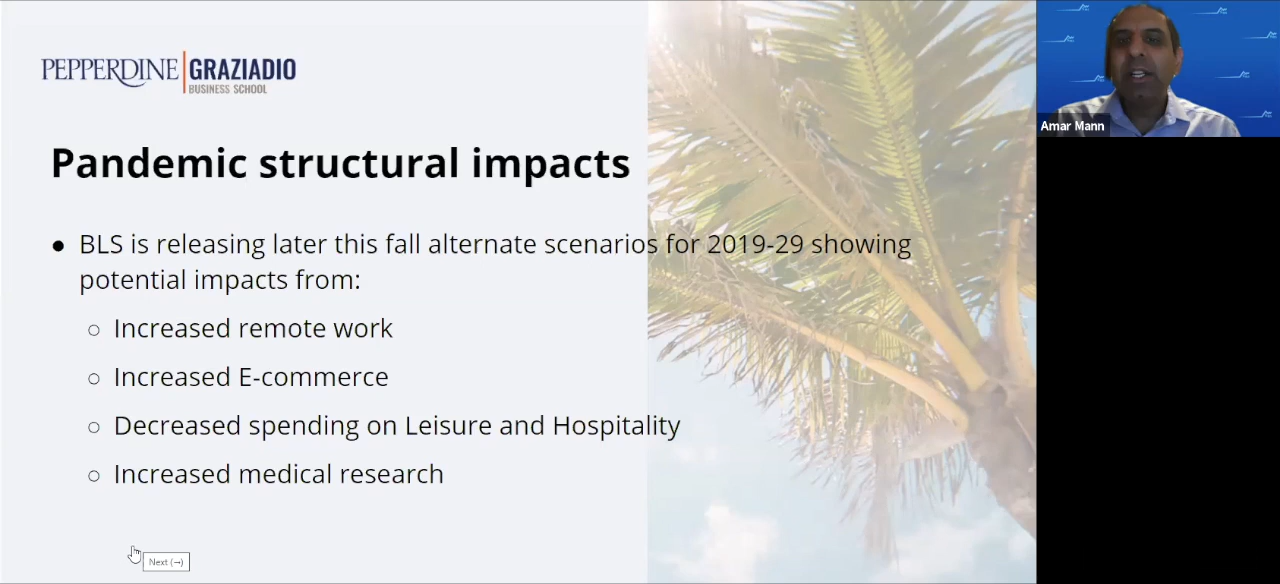 PEPPERDINE GRAZIADIO
BUSINESS SCHOOL
Pandemic structural impacts
● BLS is releasing later this fall alternate scenarios for 2019-29 showing
potential impacts from:
○ Increased remote work
○ Increased E-commerce
○ Decreased spending on Leisure and Hospitality
○ Increased medical research
Next (→)
Amar Mann